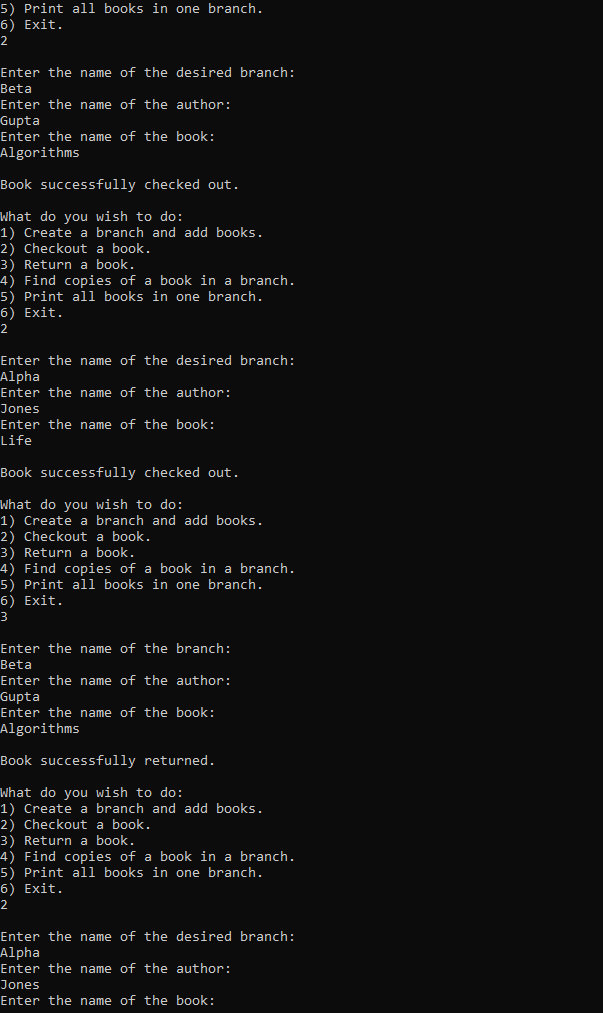 5) Print all books in one branch.
6) Exit.
2
Enter the name of the desired branch:
Beta
Enter the name of the author:
Gupta
Enter the name of the book:
Algorithms
Book successfully checked out.
What do you wish to do:
1) Create a branch and add books.
2) Checkout a book.
3) Return a book.
4) Find copies of a book in a branch.
5) Print all books in one branch.
6) Exit.
2
Enter the name of the desired branch:
Alpha
Enter the name of the author:
Jones
Enter the name of the book:
Life
Book successfully checked out.
What do you wish to do:
1) Create a branch and add books.
2) Checkout a book.
3) Return a book.
4) Find copies of a book in a branch.
5) Print all books in one branch.
6) Exit.
3
Enter the name of the branch:
Beta
Enter the name of the author:
Gupta
Enter the name of the book:
Algorithms
Book successfully returned.
What do you wish to do:
1) Create a branch and add books.
2) Checkout a book.
3) Return a book.
4) Find copies of a book in a branch.
5) Print all books in one branch.
6) Exit.
2
Enter the name of the desired branch:
Alpha
Enter the name of the author:
Jones
Enter the name of the book: